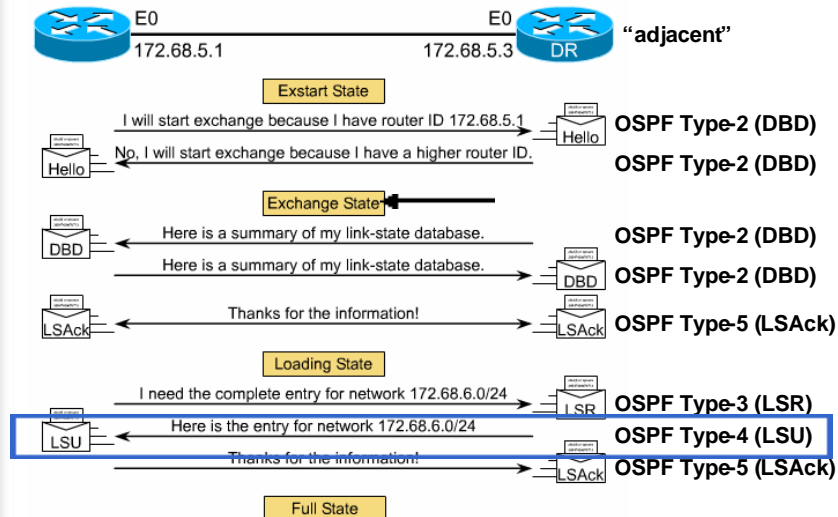 E0 E0
172.68.5.1 172.68.5.3 DR "adjacent"
Exstart State
I will start exchange because I have router ID 172.68.5.1 Hello OSPF Type-2 (DBD)
Hello No, I will start exchange because I have a higher router ID. OSPF Type-2 (DBD)
Exchange State
DBD Here is a summary of my link-state database. OSPF Type-2 (DBD)
Here is a summary of my link-state database. DBD OSPF Type-2 (DBD)
LSAck Thanks for the information! LSAck OSPF Type-5 (LSAck)
Loading State
I need the complete entry for network 172.68.6.0/24 LSR OSPF Type-3 (LSR)
LSU Here is the entry for network 172.68.6.0/24 OSPF Type-4 (LSU)
Thanks for the information! LSAck OSPF Type-5 (LSAck)
Full State